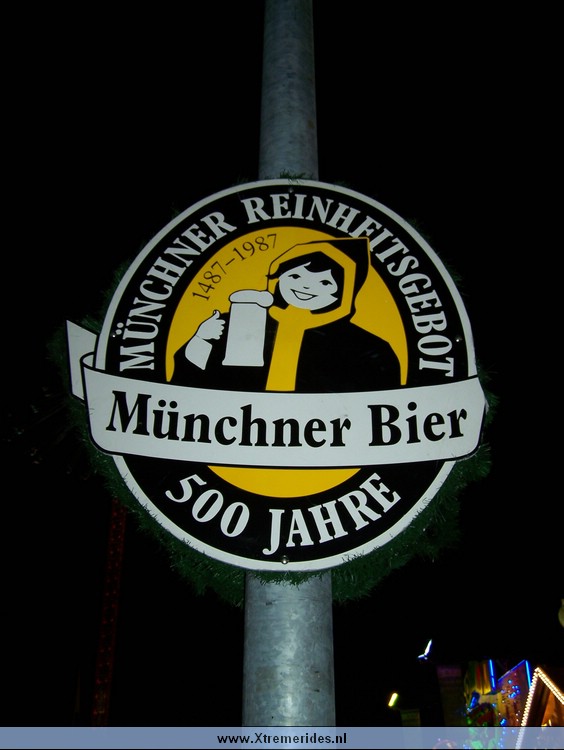 MÜNCHNER REINHEITSGEBOT
1487-1987
Münchner Bier
500 JAHRE
www.Xtremerides.nl